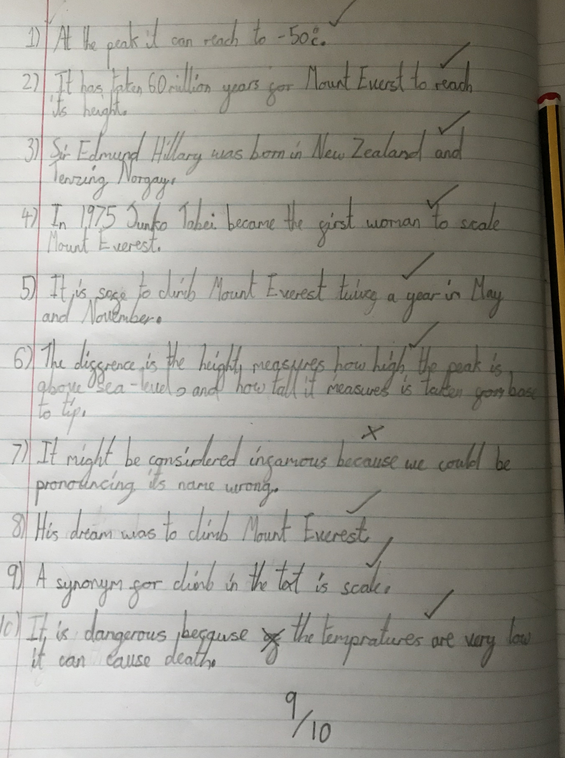 1) At the peak it can reach to -50°c.
2) It has taken 60 million years for Mount Everst to reach
its height.
3) Sir Edmund Hillary was born in New Zealand and
Tenzing Norgay.
4) In 1975 Junko Tabei became the first woman to scale
Mount Everest.
5) It is safe to climb Mount Everest twice a year in May
and November.
6) The diffrence is the height measures how high the peak is
above sea-level, and how tall it measures is taken from base
to tip.
7) It might be considered infamous because we could be
pronouncing its name wrong.
8) His dream was to climb Mount Everest
9) A synonym for climb in the text is scale.
10) It is dangerous because the tempratures are very low
it can cause death.
9/10